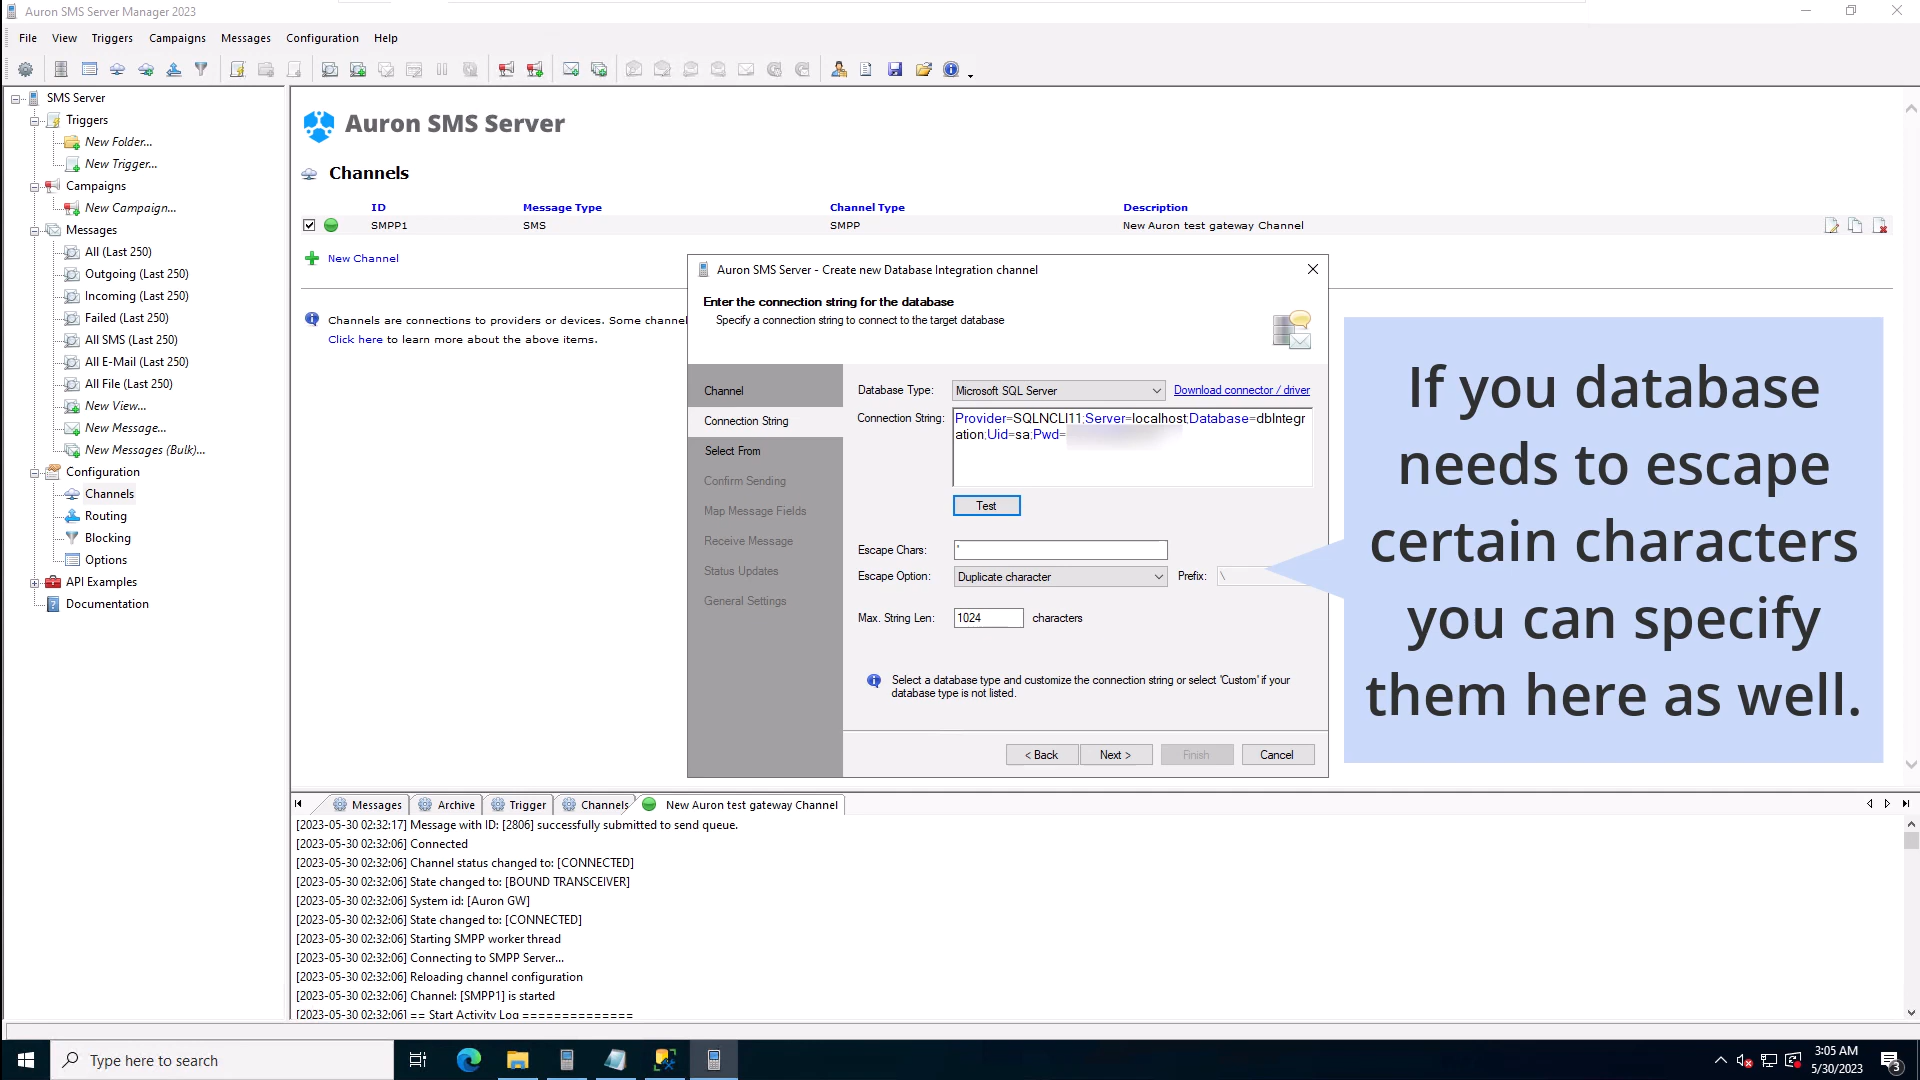 Auron SMS Server Manager 2023
File View Triggers Campaigns Messages Configuration Help
SMS Server
Triggers
New Folder...
New Trigger...
Campaigns
New Campaign...
Messages
All (Last 250)
Outgoing (Last 250)
Incoming (Last 250)
Failed (Last 250)
All SMS (Last 250)
All E-Mail (Last 250)
All File (Last 250)
New View...
New Message...
New Messages (Bulk)...
Configuration
Channels
Routing
Blocking
Options
API Examples
Documentation
Auron SMS Server
Channels
ID Message Type Channel Type Description
SMPP1 SMS SMPP New Auron test gateway Channel
New Channel
Channels are connections to providers or devices. Some channel
Click here to learn more about the above items.
Auron SMS Server - Create new Database Integration channel
Enter the connection string for the database
Specify a connection string to connect to the target database
Channel
Connection String
Select From
Confirm Sending
Map Message Fields
Receive Message
Status Updates
General Settings
Database Type: Microsoft SQL Server Download connector / driver
Connection String: Provider=SQLNCLI11;Server=localhost;Database=dbIntegr
ation;Uid=sa;Pwd=
Test
Escape Chars: '
Escape Option: Duplicate character Prefix: \
Max. String Len: 1024 characters
Select a database type and customize the connection string or select 'Custom' if your
database type is not listed.
< Back Next > Finish Cancel
If you database
needs to escape
certain characters
you can specify
them here as well.
Messages Archive Trigger Channels New Auron test gateway Channel
[2023-05-30 02:32:17] Message with ID: [2806] successfully submitted to send queue.
[2023-05-30 02:32:06] Connected
[2023-05-30 02:32:06] Channel status changed to: [CONNECTED]
[2023-05-30 02:32:06] State changed to: [BOUND TRANSCEIVER]
[2023-05-30 02:32:06] System id: [Auron GW]
[2023-05-30 02:32:06] State changed to: [CONNECTED]
[2023-05-30 02:32:06] Starting SMPP worker thread
[2023-05-30 02:32:06] Connecting to SMPP Server...
[2023-05-30 02:32:06] Reloading channel configuration
[2023-05-30 02:32:06] Channel: [SMPP1] is started
[2023-05-30 02:32:06] == Start Activity Log ==============
Type here to search
3:05 AM
5/30/2023
3